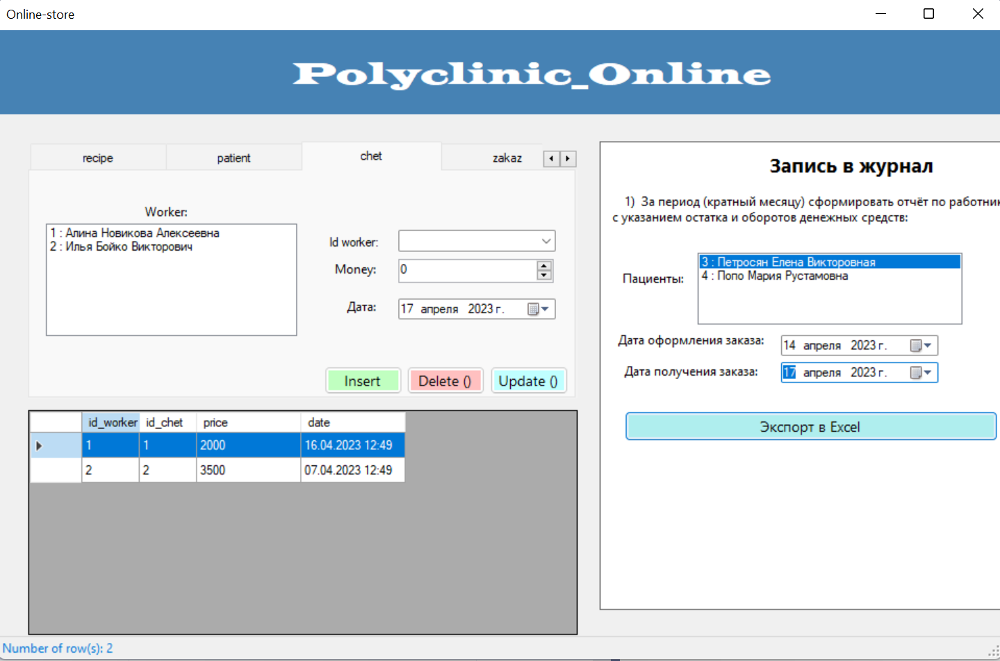 Online-store
Polyclinic_Online
recipe patient chet zakaz
Worker:
1 : Алина Новикова Алексеевна
2 : Илья Бойко Викторович
Id worker:
Money: 0
Дата: 17 апреля 2023 г.
Insert Delete () Update ()
id_worker id_chet price date
1 1 2000 16.04.2023 12:49
2 2 3500 07.04.2023 12:49
Запись в журнал
1) За период (кратный месяцу) сформировать отчёт по
с указанием остатка и оборотов денежных средств:
Пациенты:
3 : Петросян Елена Викторовная
4 : Попо Мария Рустамовна
Дата оформления заказа: 14 апреля 2023 г.
Дата получения заказа: 17 апреля 2023 г.
Экспорт в Excel
Number of row(s): 2